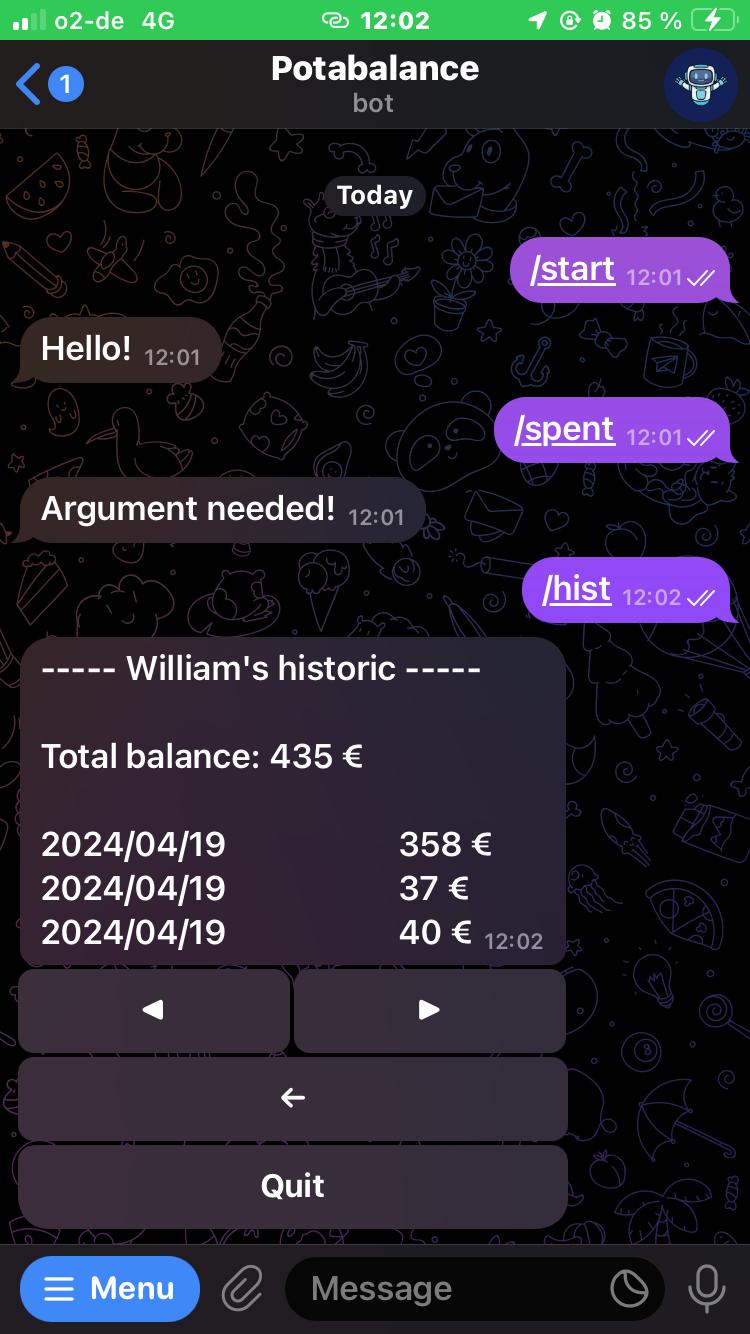 o2-de 4G 12:02 85 %
1 Potabalance
bot
Today
/start 12:01
Hello! 12:01
/spent 12:01
Argument needed! 12:01
/hist 12:02
----- William's historic -----
Total balance: 435 €
2024/04/19 358 €
2024/04/19 37 €
2024/04/19 40 € 12:02
Quit
Menu Message